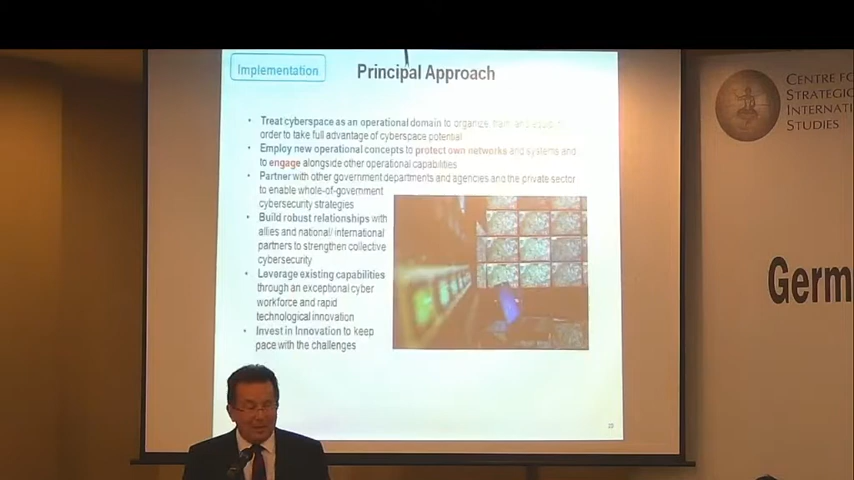 Implementation
Principal Approach
• Treat cyberspace as an operational domain to organize, train, and equip in
order to take full advantage of cyberspace potential
• Employ new operational concepts to protect own networks and systems and
to engage alongside other operational capabilities
• Partner with other government departments and agencies and the private sector
to enable whole-of-government
cybersecurity strategies
• Build robust relationships with
allies and national/ international
partners to strengthen collective
cybersecurity
• Leverage existing capabilities
through an exceptional cyber
workforce and rapid
technological innovation
• Invest in Innovation to keep
pace with the challenges
CENTRE FO
STRATEGIC
INTERNATI
STUDIES
Germ